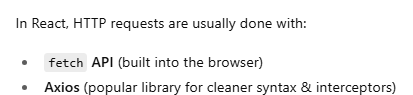 In React, HTTP requests are usually done with:
• fetch API (built into the browser)
• Axios (popular library for cleaner syntax & interceptors)